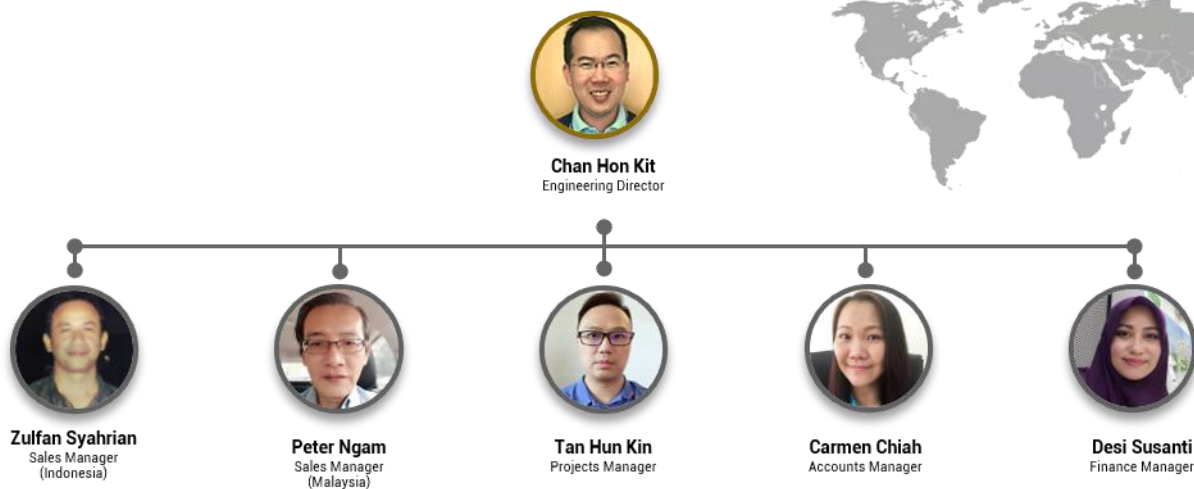 Chan Hon Kit
Engineering Director
Zulfan Syahrian
Sales Manager
(Indonesia)
Peter Ngam
Sales Manager
(Malaysia)
Tan Hun Kin
Projects Manager
Carmen Chiah
Accounts Manager
Desi Susanti
Finance Manager